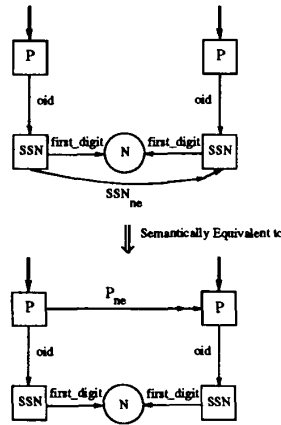 P P
oid oid
SSN first_digit N first_digit SSN
SSN ne
Semantically Equivalent to
P P ne P
oid oid
SSN first_digit N first_digit SSN